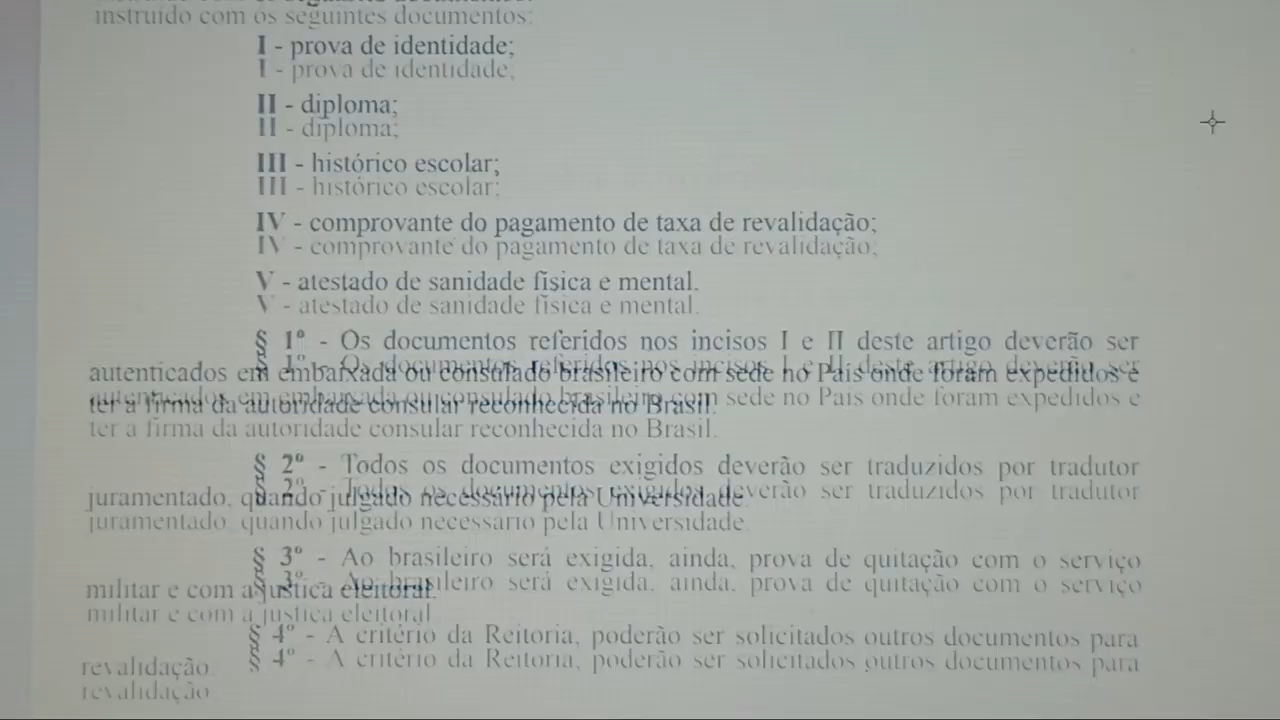 instruído com os seguintes documentos:
I - prova de identidade;
II - diploma;
III - histórico escolar;
IV - comprovante do pagamento de taxa de revalidação;
V - atestado de sanidade física e mental.
§ 1º - Os documentos referidos nos incisos I e II deste artigo deverão ser
autenticados em embaixada ou consulado brasileiro com sede no País onde foram expedidos e
ter a firma da autoridade consular reconhecida no Brasil.
§ 2º - Todos os documentos exigidos deverão ser traduzidos por tradutor
juramentado, quando julgado necessário pela Universidade.
§ 3º - Ao brasileiro será exigida, ainda, prova de quitação com o serviço
militar e com a justiça eleitoral.
§ 4º - A critério da Reitoria, poderão ser solicitados outros documentos para
revalidação.